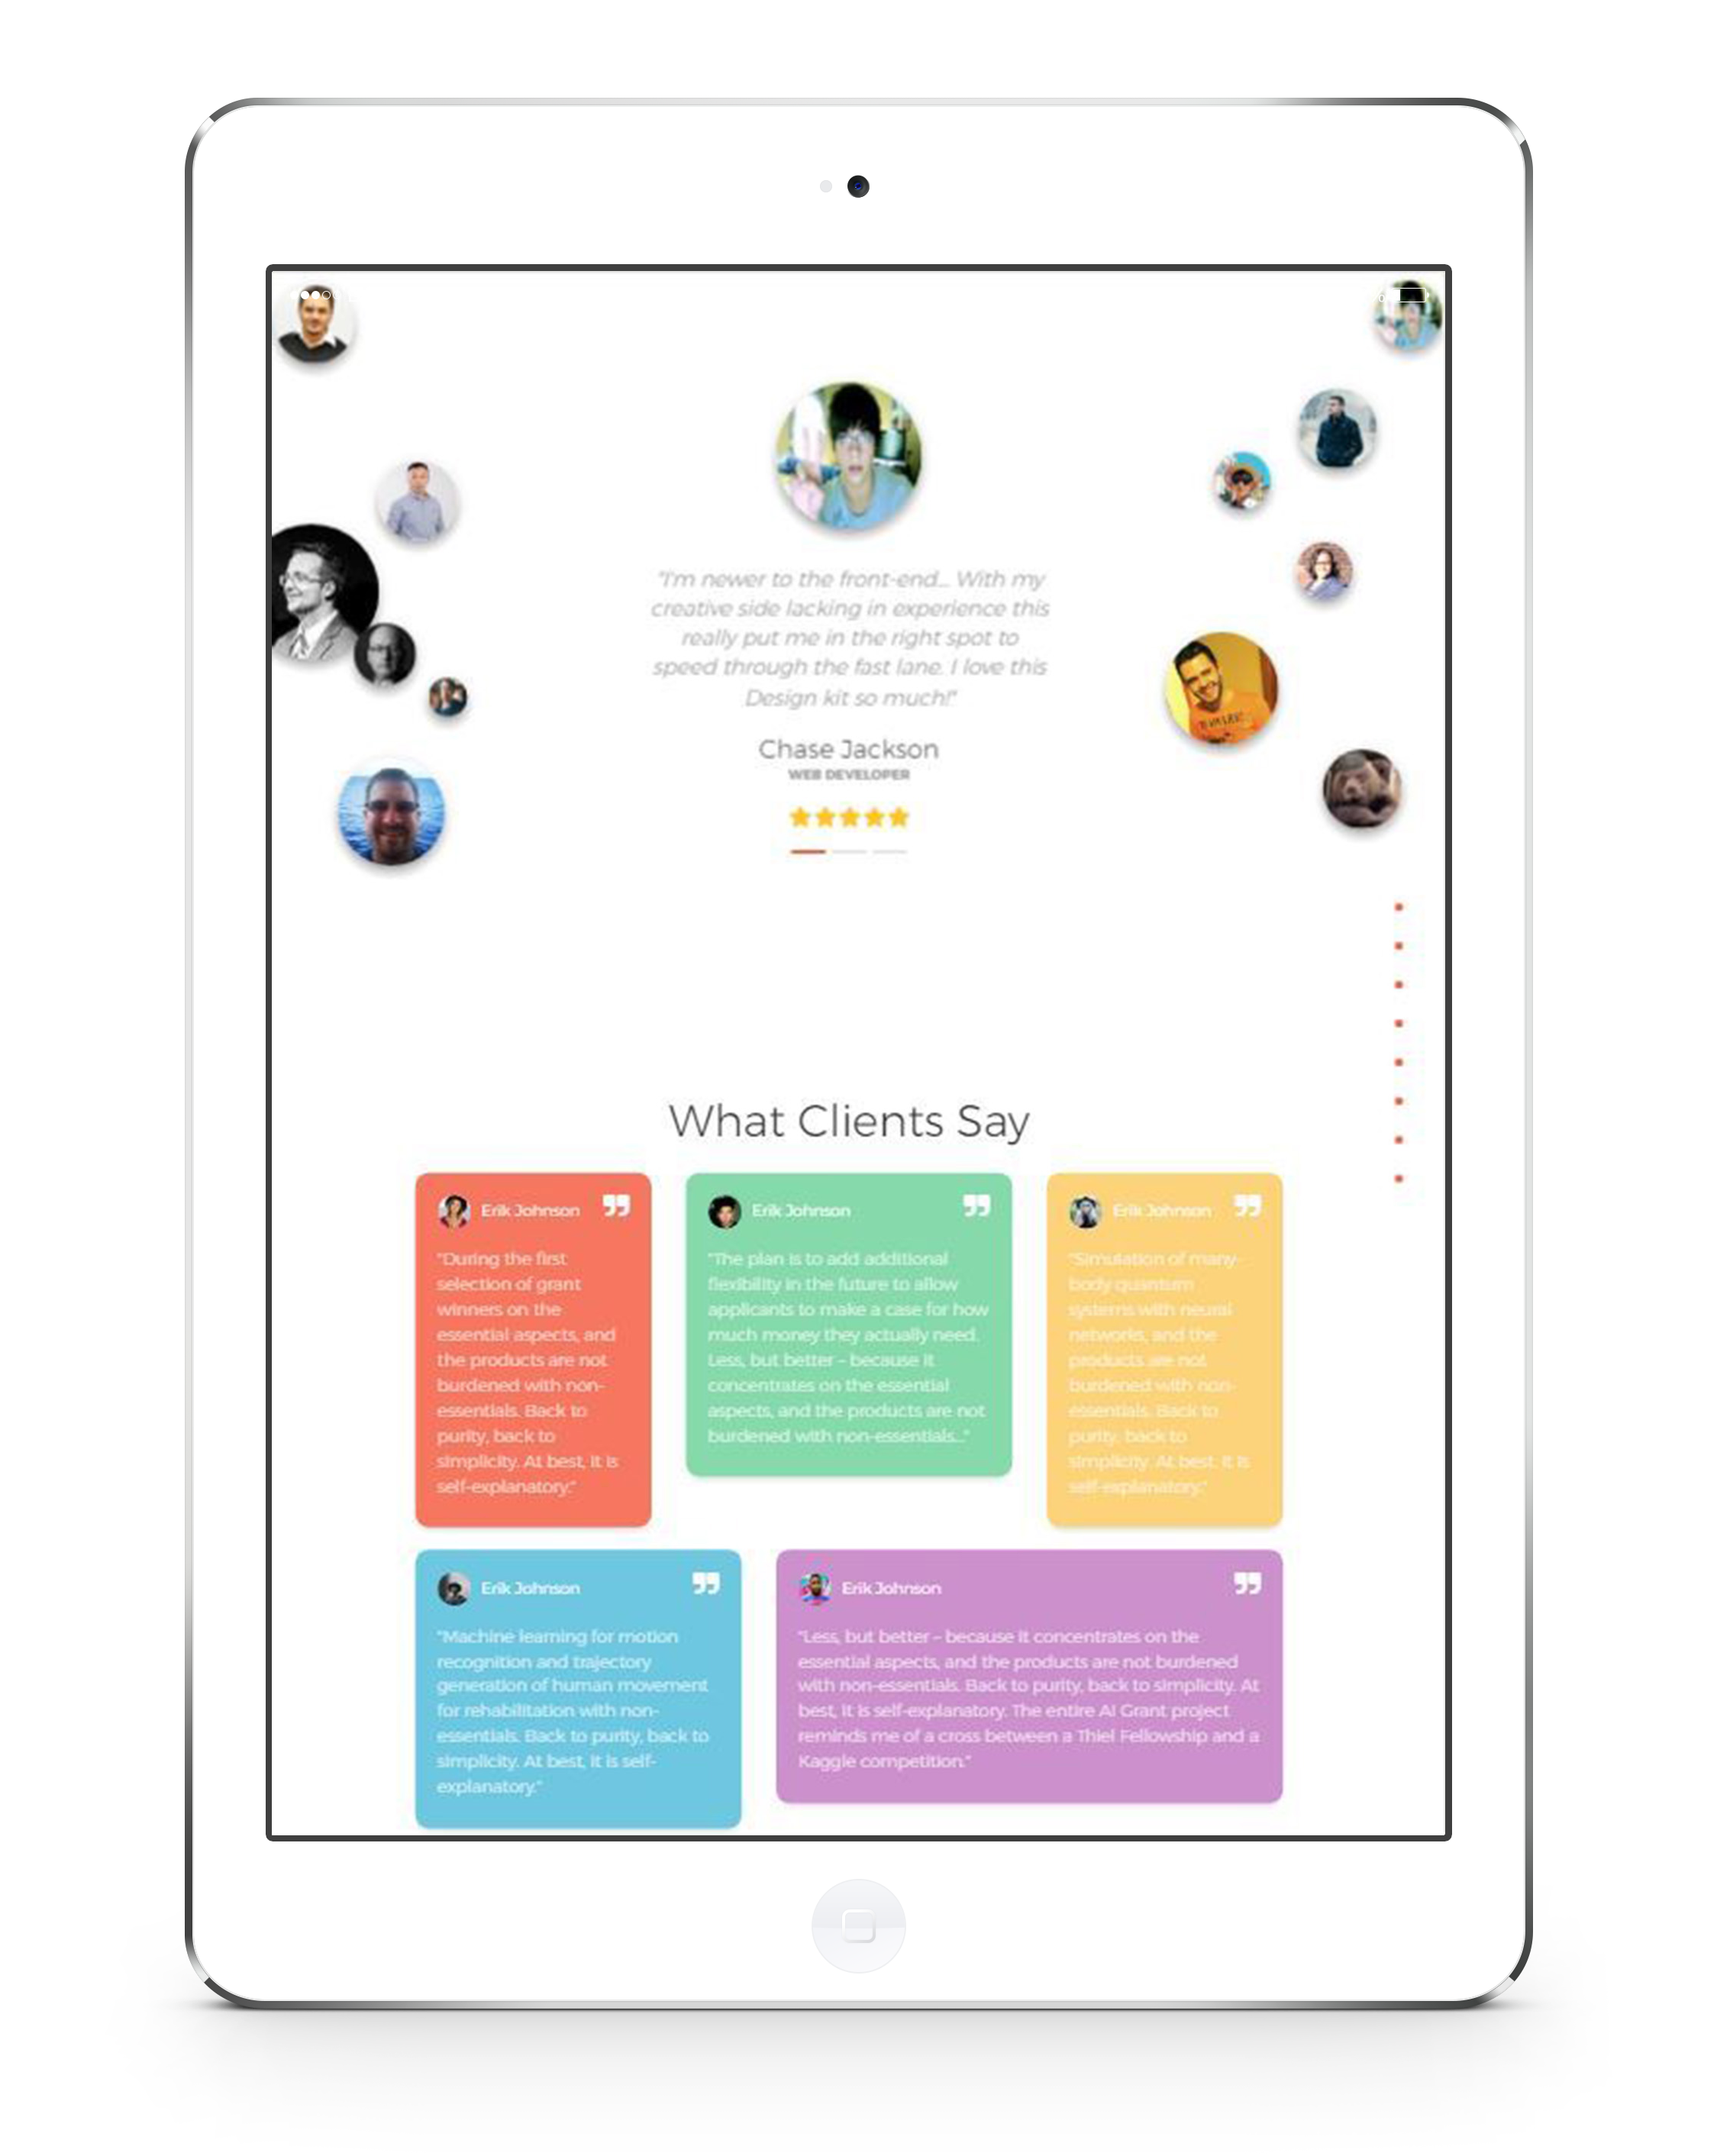 "I'm newer to the front-end... With my
creative side lacking in experience this
really put me in the right spot to
speed through the fast lane. I love this
Design kit so much!"
Chase Jackson
WEB DEVELOPER
What Clients Say
Erik Johnson
"During the first
selection of grant
winners on the
essential aspects, and
the products are not
burdened with non-
essentials. Back to
purity, back to
simplicity. At best, it is
self-explanatory."
Erik Johnson
"The plan is to add additional
flexibility in the future to allow
applicants to make a case for how
much money they actually need.
Less, but better – because it
concentrates on the essential
aspects, and the products are not
burdened with non-essentials..."
Erik Johnson
"Simulation of many-
body quantum
systems with neural
networks, and the
products are not
burdened with non-
essentials. Back to
purity, back to
simplicity. At best, it is
self-explanatory."
Erik Johnson
"Machine learning for motion
recognition and trajectory
generation of human movement
for rehabilitation with non-
essentials. Back to purity, back to
simplicity. At best, it is self-
explanatory."
Erik Johnson
"Less, but better – because it concentrates on the
essential aspects, and the products are not burdened
with non-essentials. Back to purity, back to simplicity. At
best, it is self-explanatory. The entire AI Grant project
reminds me of a cross between a Thiel Fellowship and a
Kaggle competition."